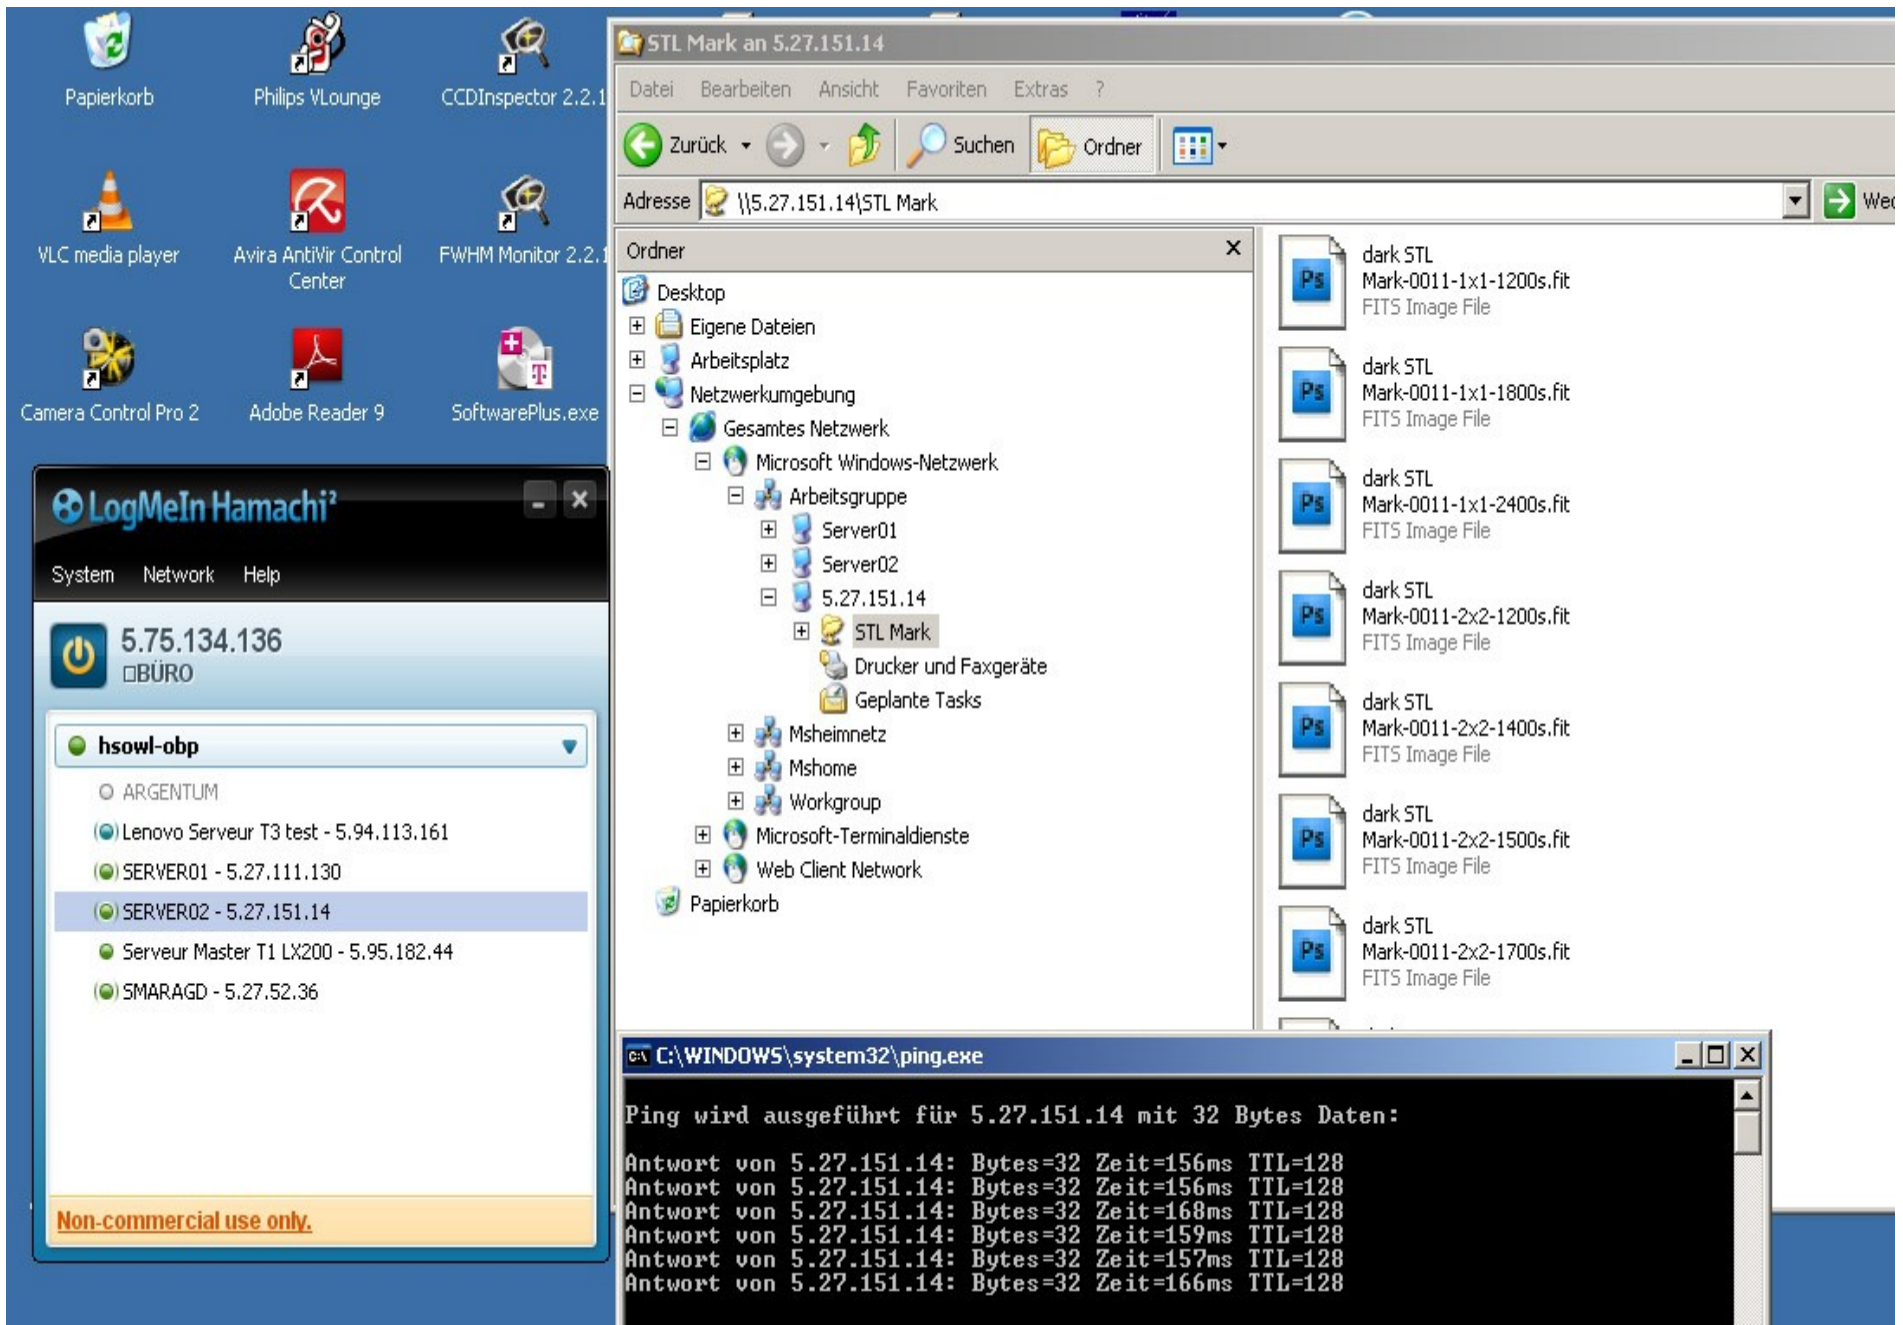 Papierkorb
Philips VLounge
CCDInspector 2.2.1
VLC media player
Avira AntiVir Control
Center
FWHM Monitor 2.2.1
Camera Control Pro 2
Adobe Reader 9
SoftwarePlus.exe
LogMeIn Hamachi²
System Network Help
5.75.134.136
□BÜRO
hsowl-obp
ARGENTUM
Lenovo Serveur T3 test - 5.94.113.161
SERVER01 - 5.27.111.130
SERVER02 - 5.27.151.14
Serveur Master T1 LX200 - 5.95.182.44
SMARAGD - 5.27.52.36
Non-commercial use only.
STL Mark an 5.27.151.14
Datei Bearbeiten Ansicht Favoriten Extras ?
Zurück Suchen Ordner
Adresse \\5.27.151.14\STL Mark
Ordner
Desktop
Eigene Dateien
Arbeitsplatz
Netzwerkumgebung
Gesamtes Netzwerk
Microsoft Windows-Netzwerk
Arbeitsgruppe
Server01
Server02
5.27.151.14
STL Mark
Drucker und Faxgeräte
Geplante Tasks
Msheimnetz
Mshome
Workgroup
Microsoft-Terminaldienste
Web Client Network
Papierkorb
Ps
dark STL
Mark-0011-1x1-1200s.fit
FITS Image File
Ps
dark STL
Mark-0011-1x1-1800s.fit
FITS Image File
Ps
dark STL
Mark-0011-1x1-2400s.fit
FITS Image File
Ps
dark STL
Mark-0011-2x2-1200s.fit
FITS Image File
Ps
dark STL
Mark-0011-2x2-1400s.fit
FITS Image File
Ps
dark STL
Mark-0011-2x2-1500s.fit
FITS Image File
Ps
dark STL
Mark-0011-2x2-1700s.fit
FITS Image File
C:\WINDOWS\system32\ping.exe
Ping wird ausgeführt für 5.27.151.14 mit 32 Bytes Daten:
Antwort von 5.27.151.14: Bytes=32 Zeit=156ms TTL=128
Antwort von 5.27.151.14: Bytes=32 Zeit=156ms TTL=128
Antwort von 5.27.151.14: Bytes=32 Zeit=168ms TTL=128
Antwort von 5.27.151.14: Bytes=32 Zeit=159ms TTL=128
Antwort von 5.27.151.14: Bytes=32 Zeit=157ms TTL=128
Antwort von 5.27.151.14: Bytes=32 Zeit=166ms TTL=128